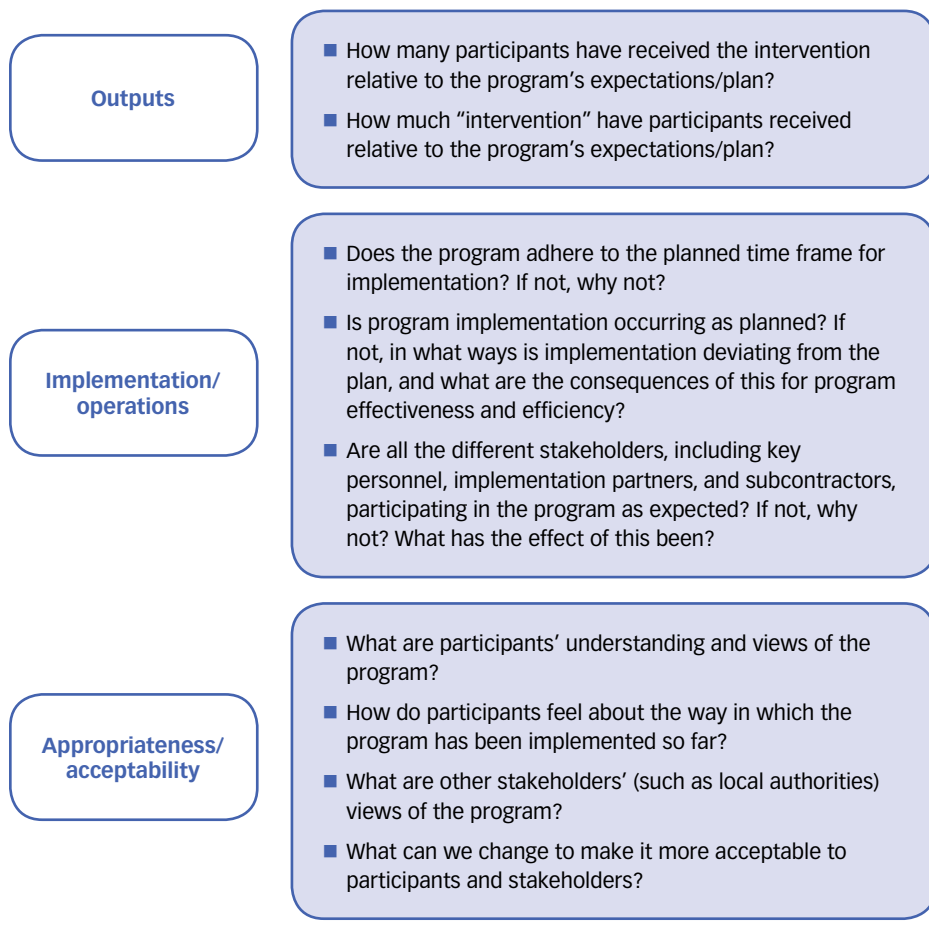 Outputs
■ How many participants have received the intervention
relative to the program’s expectations/plan?
■ How much “intervention” have participants received
relative to the program’s expectations/plan?
Implementation/
operations
■ Does the program adhere to the planned time frame for
implementation? If not, why not?
■ Is program implementation occurring as planned? If
not, in what ways is implementation deviating from the
plan, and what are the consequences of this for program
effectiveness and efficiency?
■ Are all the different stakeholders, including key
personnel, implementation partners, and subcontractors,
participating in the program as expected? If not, why
not? What has the effect of this been?
Appropriateness/
acceptability
■ What are participants’ understanding and views of the
program?
■ How do participants feel about the way in which the
program has been implemented so far?
■ What are other stakeholders’ (such as local authorities)
views of the program?
■ What can we change to make it more acceptable to
participants and stakeholders?